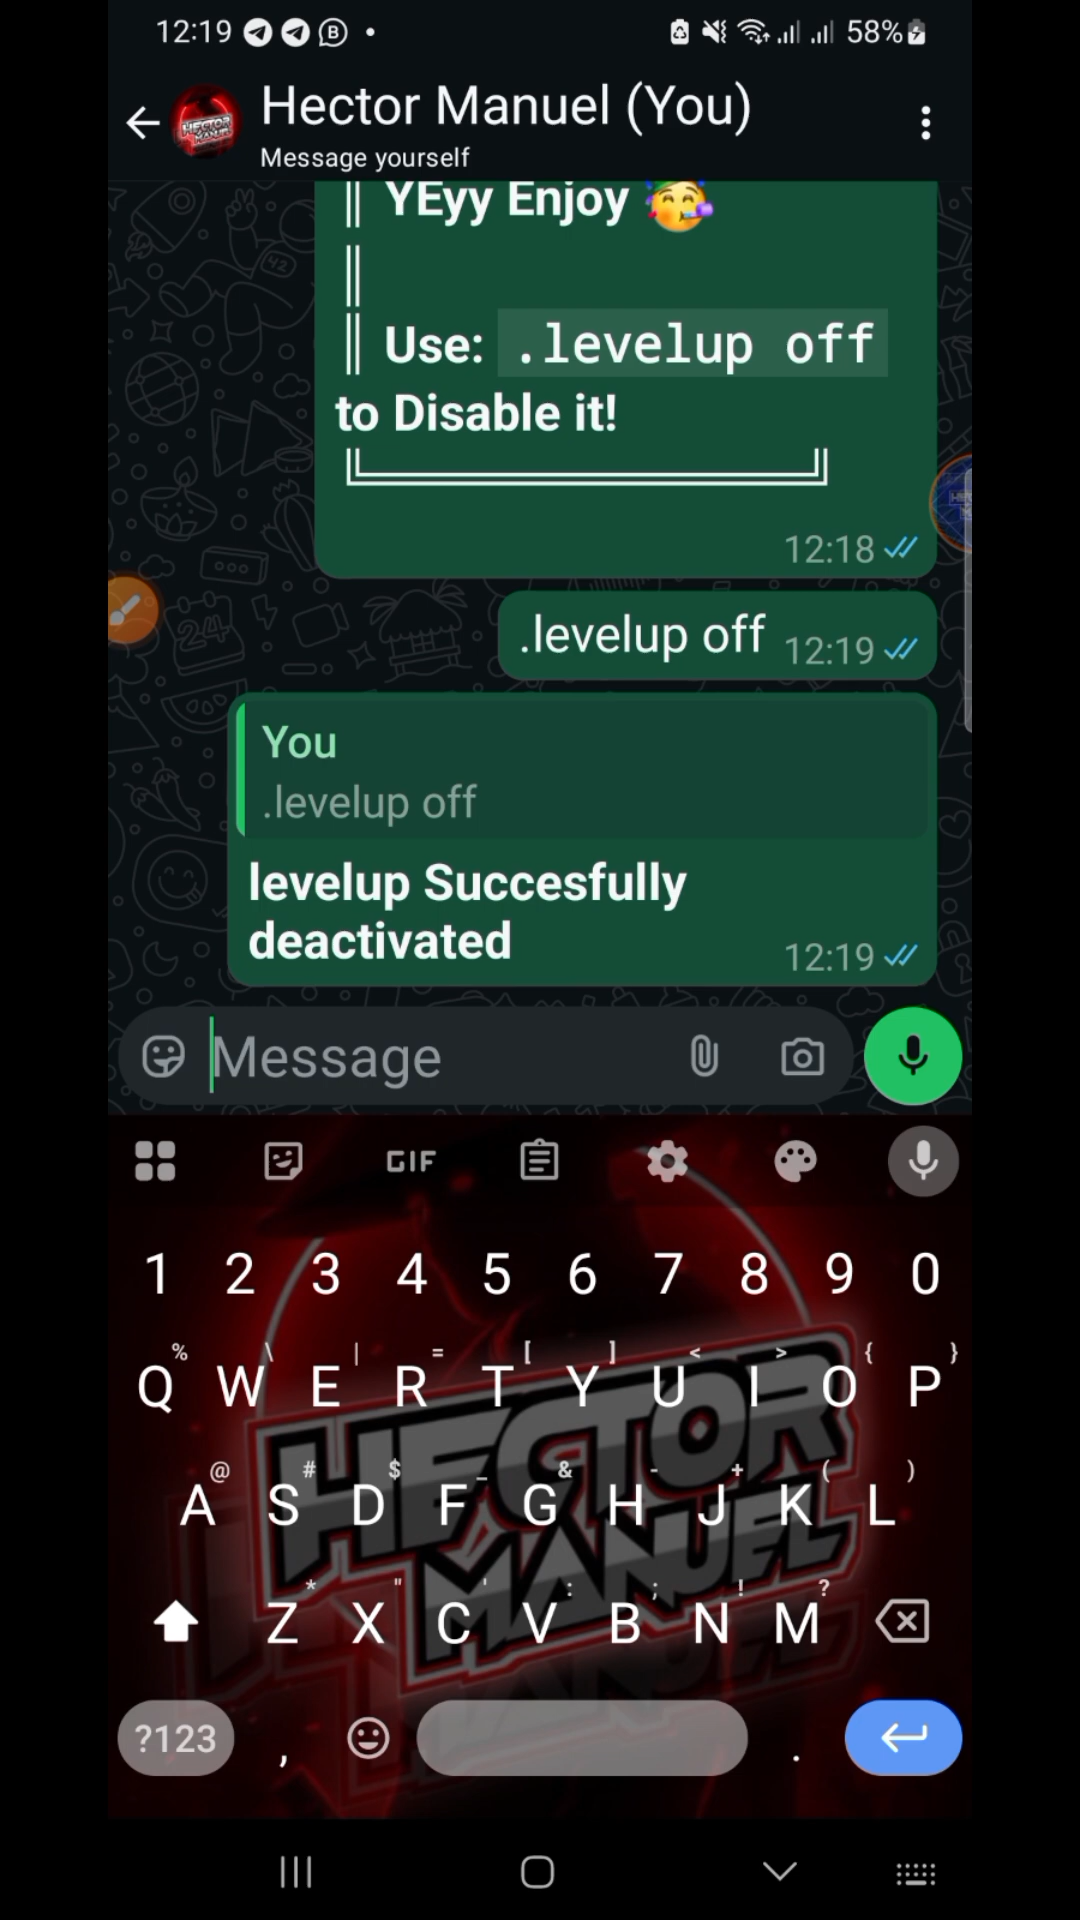 12:19 58%
Hector Manuel (You)
Message yourself
YEyy Enjoy 🥳
Use: .levelup off
to Disable it!
12:18
.levelup off 12:19
You
.levelup off
levelup Succesfully
deactivated 12:19
Message
GIF
1 2 3 4 5 6 7 8 9 0
% \ | = [ ] < > { }
Q W E R T Y U I O P
@ # $ _ & - + ( )
A S D F G H J K L
* " ' : ; ! ?
Z X C V B N M
HECTOR
MANUEL
?123 , .